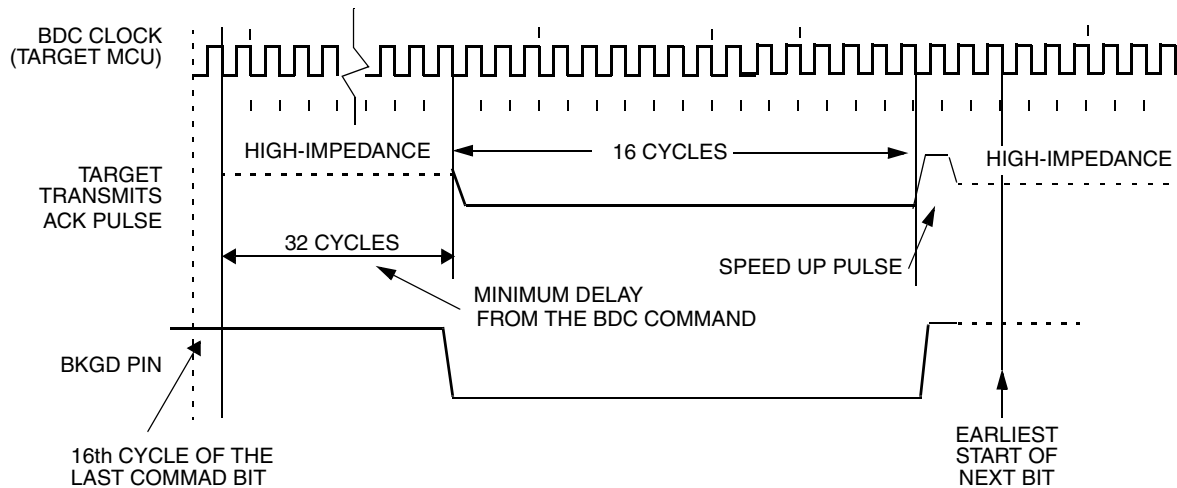 BDC CLOCK
(TARGET MCU)
HIGH-IMPEDANCE
16 CYCLES
HIGH-IMPEDANCE
TARGET
TRANSMITS
ACK PULSE
32 CYCLES
SPEED UP PULSE
MINIMUM DELAY
FROM THE BDC COMMAND
BKGD PIN
16th CYCLE OF THE
LAST COMMAD BIT
EARLIEST
START OF
NEXT BIT